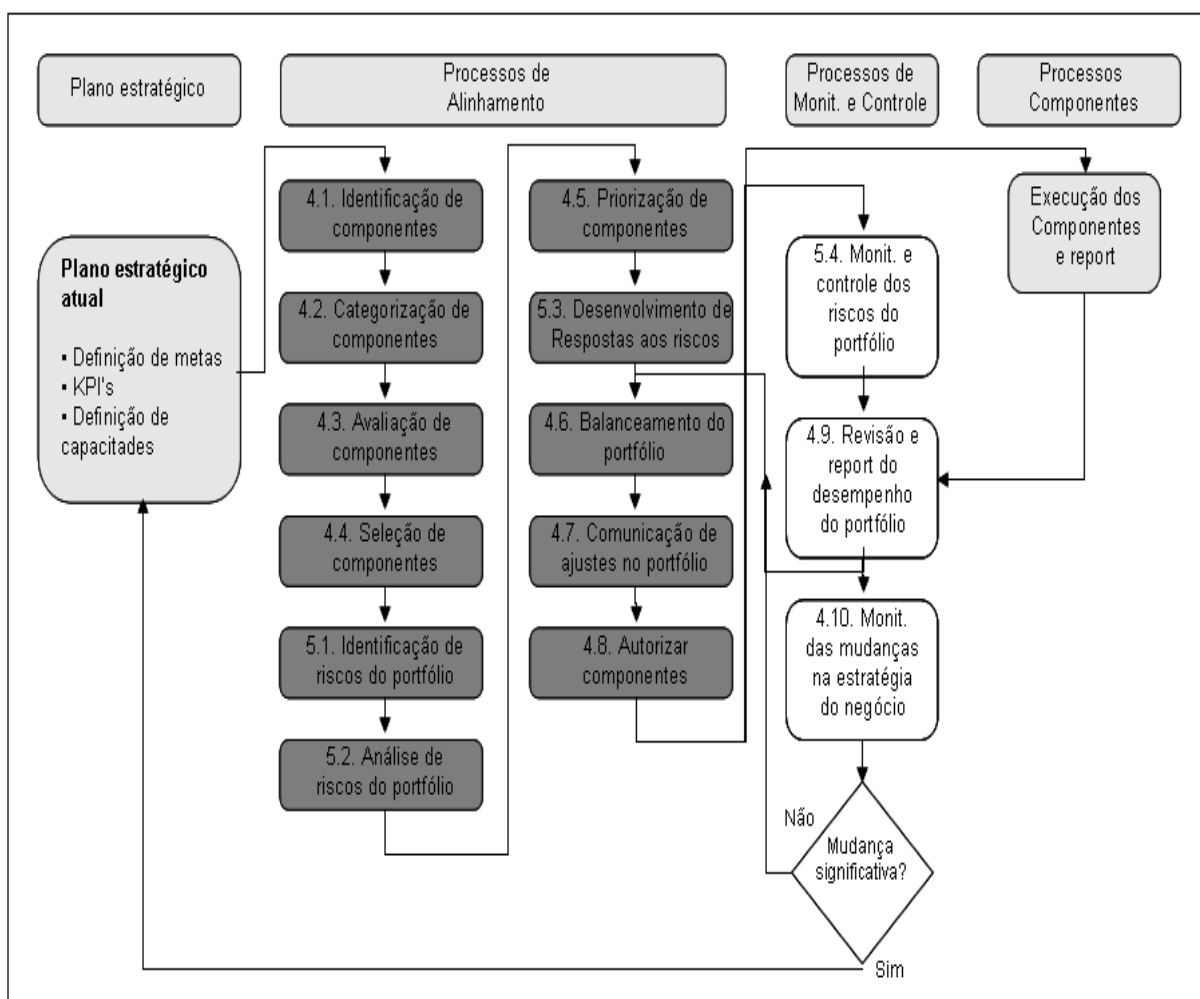 Plano estratégico
Processos de
Alinhamento
Processos de
Monit. e Controle
Processos
Componentes
Plano estratégico
atual
▪ Definição de metas
▪ KPI's
▪ Definição de
capacitades
4.1. Identificação de
componentes
4.2. Categorização de
componentes
4.3. Avaliação de
componentes
4.4. Seleção de
componentes
5.1. Identificação de
riscos do portfólio
5.2. Análise de
riscos do portfólio
4.5. Priorização de
componentes
5.3. Desenvolvimento de
Respostas aos riscos
4.6. Balanceamento do
portfólio
4.7. Comunicação de
ajustes no portfólio
4.8. Autorizar
componentes
5.4. Monit. e
controle dos
riscos do
portfólio
4.9. Revisão e
report do
desempenho
do portfólio
4.10. Monit.
das mudanças
na estratégia
do negócio
Não
Mudança
significativa?
Sim
Execução dos
Componentes
e report